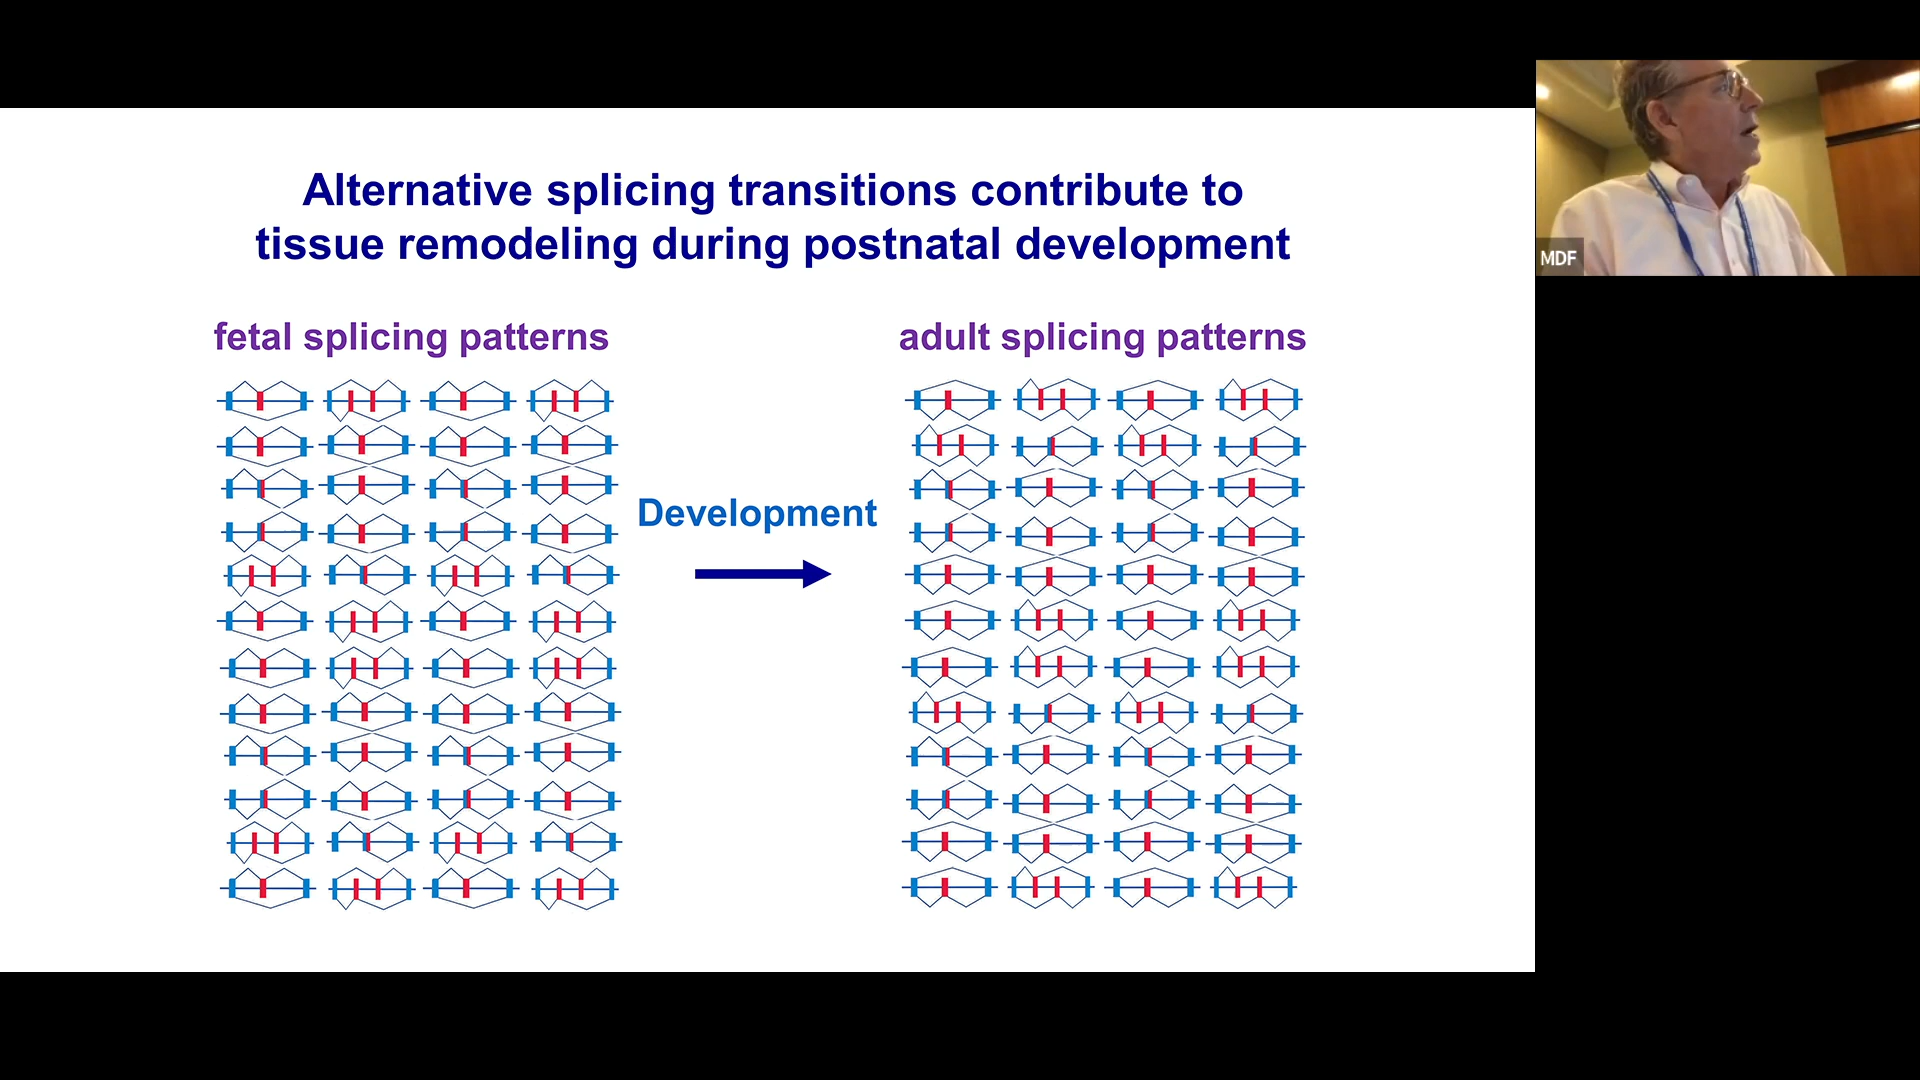 Alternative splicing transitions contribute to
tissue remodeling during postnatal development
fetal splicing patterns
adult splicing patterns
Development
MDF